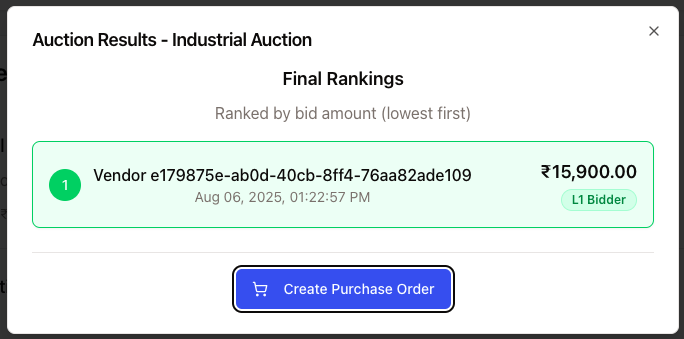 Auction Results - Industrial Auction
Final Rankings
Ranked by bid amount (lowest first)
1
Vendor e179875e-ab0d-40cb-8ff4-76aa82ade109
₹15,900.00
Aug 06, 2025, 01:22:57 PM
L1 Bidder
Create Purchase Order